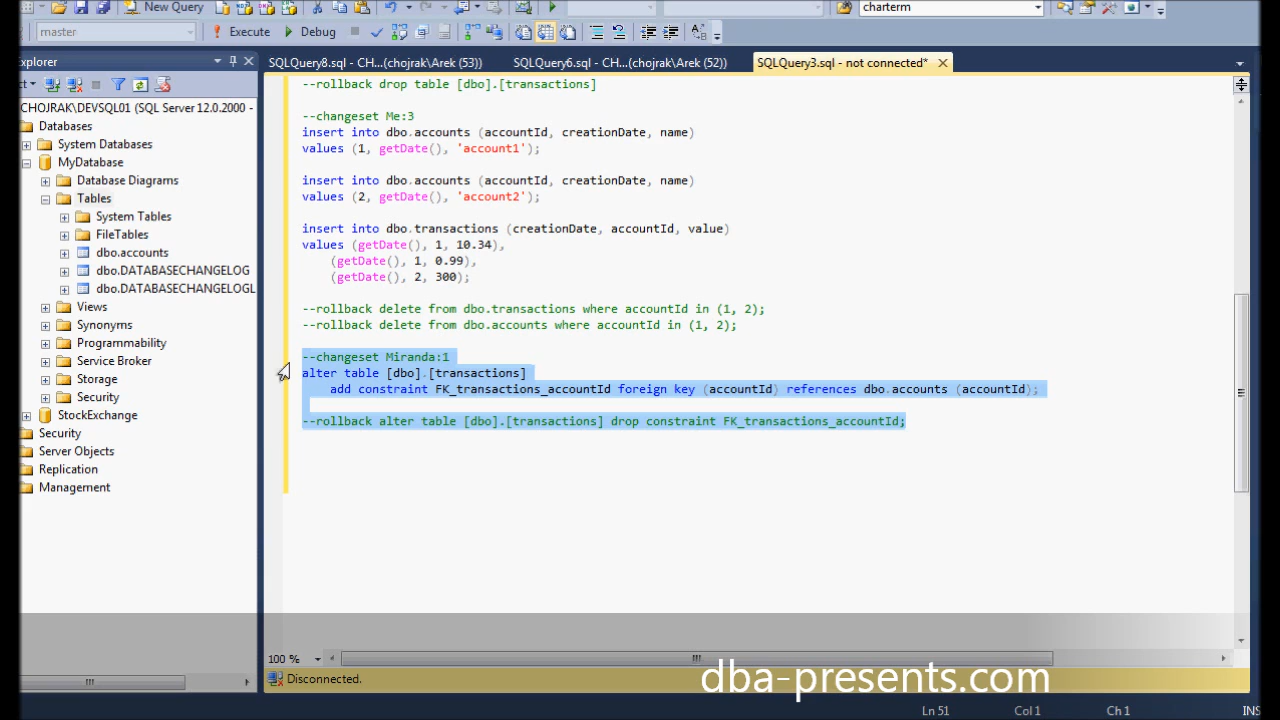 New Query
charterm
master
Execute
Debug
SQLQuery8.sql - CH...(chojrak\Arek (53))
SQLQuery6.sql - CH...(chojrak\Arek (52))
SQLQuery3.sql - not connected*
xplorer
CHOJRAK\DEVSQL01 (SQL Server 12.0.2000 -
Databases
System Databases
MyDatabase
Database Diagrams
Tables
System Tables
FileTables
dbo.accounts
dbo.DATABASECHANGELOG
dbo.DATABASECHANGELOGL
Views
Synonyms
Programmability
Service Broker
Storage
Security
StockExchange
Security
Server Objects
Replication
Management
--rollback drop table [dbo].[transactions]
--changeset Me:3
insert into dbo.accounts (accountId, creationDate, name)
values (1, getDate(), 'account1');
insert into dbo.accounts (accountId, creationDate, name)
values (2, getDate(), 'account2');
insert into dbo.transactions (creationDate, accountId, value)
values (getDate(), 1, 10.34),
(getDate(), 1, 0.99),
(getDate(), 2, 300);
--rollback delete from dbo.transactions where accountId in (1, 2);
--rollback delete from dbo.accounts where accountId in (1, 2);
--changeset Miranda:1
alter table [dbo].[transactions]
add constraint FK_transactions_accountId foreign key (accountId) references dbo.accounts (accountId);
--rollback alter table [dbo].[transactions] drop constraint FK_transactions_accountId;
100 %
Disconnected.
dba-presents.com
Ln 51
Col 1
Ch 1
INS